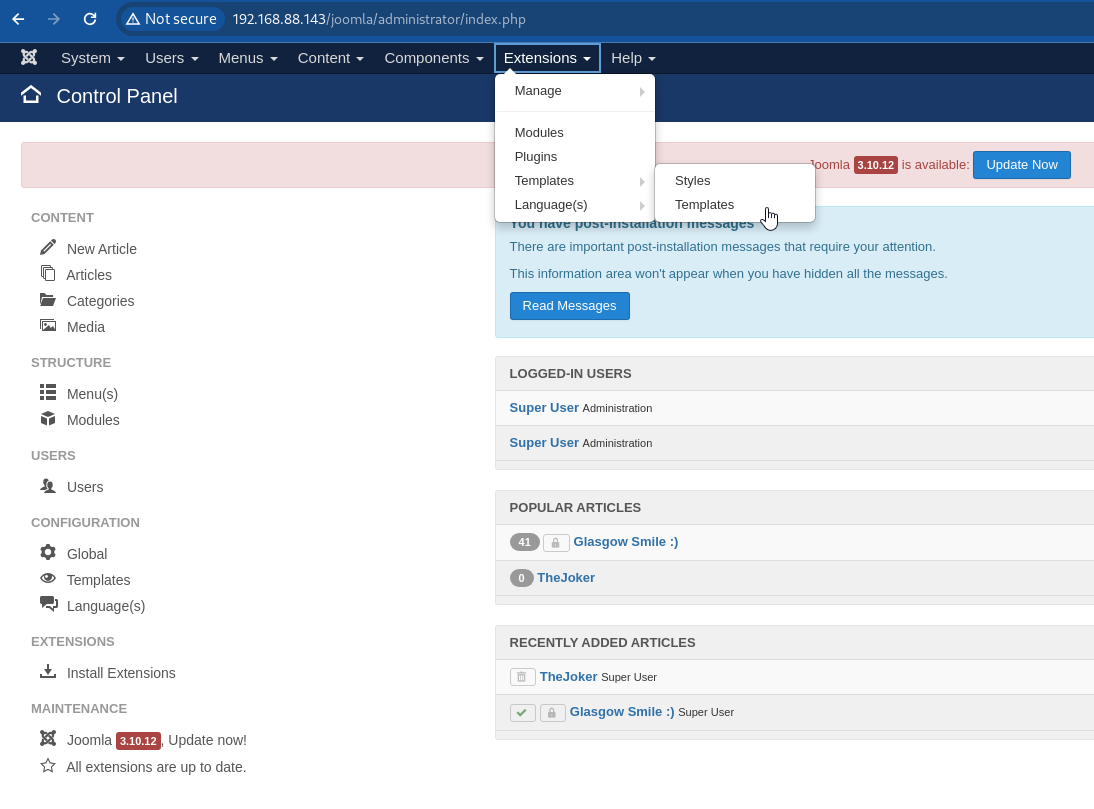 Not secure 192.168.88.143/joomla/administrator/index.php
System Users Menus Content Components Extensions Help
Control Panel
Manage
Modules
Plugins
Templates
Language(s)
Styles
Templates
Joomla 3.10.12 is available: Update Now
CONTENT
New Article
Articles
Categories
Media
STRUCTURE
Menu(s)
Modules
USERS
Users
CONFIGURATION
Global
Templates
Language(s)
EXTENSIONS
Install Extensions
MAINTENANCE
Joomla 3.10.12, Update now!
All extensions are up to date.
You have post-installation messages
There are important post-installation messages that require your attention.
This information area won't appear when you have hidden all the messages.
Read Messages
LOGGED-IN USERS
Super User Administration
Super User Administration
POPULAR ARTICLES
41 Glasgow Smile :)
0 TheJoker
RECENTLY ADDED ARTICLES
TheJoker Super User
Glasgow Smile :) Super User